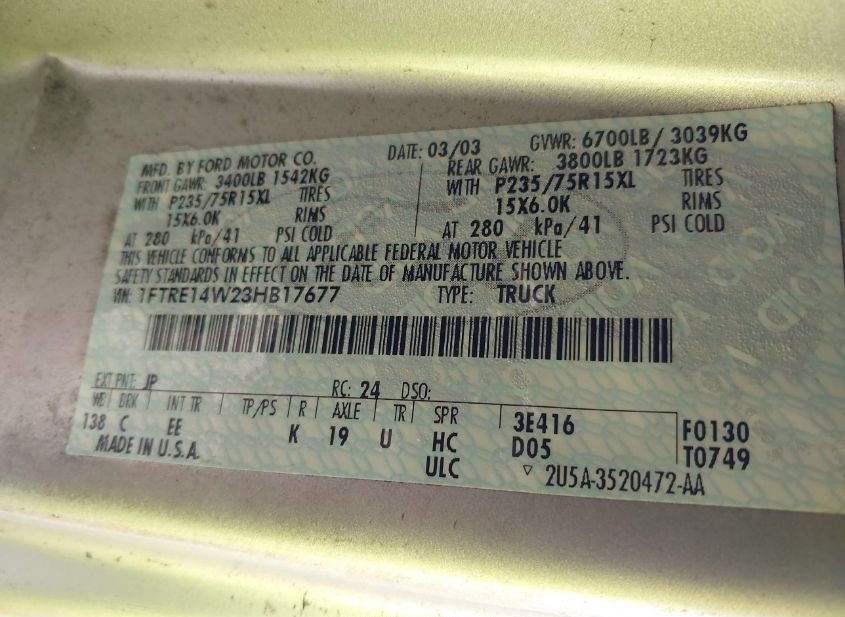 MFD. BY FORD MOTOR CO. DATE: 03/03 GVWR: 6700LB/ 3039KG
FRONT GAWR: 3400LB 1542KG REAR GAWR: 3800LB 1723KG
WITH P235/75R15XL TIRES WITH P235/75R15XL TIRES
15X6.0K RIMS 15X6.0K RIMS
AT 280 kPa/41 PSI COLD AT 280 kPa/41 PSI COLD
THIS VEHICLE CONFORMS TO ALL APPLICABLE FEDERAL MOTOR VEHICLE
SAFETY STANDARDS IN EFFECT ON THE DATE OF MANUFACTURE SHOWN ABOVE.
VIN: 1FTRE14W23HB17677 TYPE: TRUCK
EXT PNT: JP RC: 24 DSO:
WB BRK INT TR TP/PS R AXLE TR SPR 3E416 F0130
138 C EE K 19 U HC D05 T0749
MADE IN U.S.A. ULC ▽ 2U5A-3520472-AA